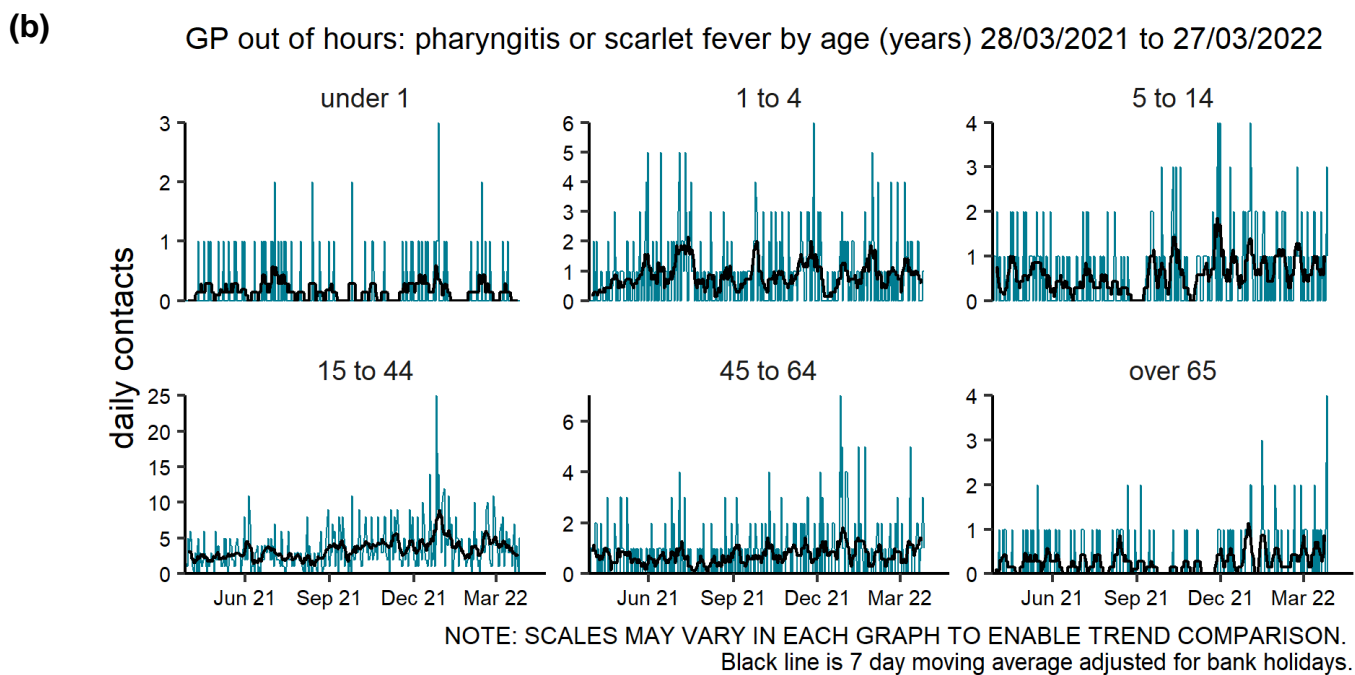 (b)
GP out of hours: pharyngitis or scarlet fever by age (years) 28/03/2021 to 27/03/2022
daily contacts
under 1
3
2
1
0
1 to 4
6
5
4
3
2
1
0
5 to 14
4
3
2
1
0
15 to 44
25
20
15
10
5
0
Jun 21 Sep 21 Dec 21 Mar 22
45 to 64
6
4
2
0
Jun 21 Sep 21 Dec 21 Mar 22
over 65
4
3
2
1
0
Jun 21 Sep 21 Dec 21 Mar 22
NOTE: SCALES MAY VARY IN EACH GRAPH TO ENABLE TREND COMPARISON.
Black line is 7 day moving average adjusted for bank holidays.